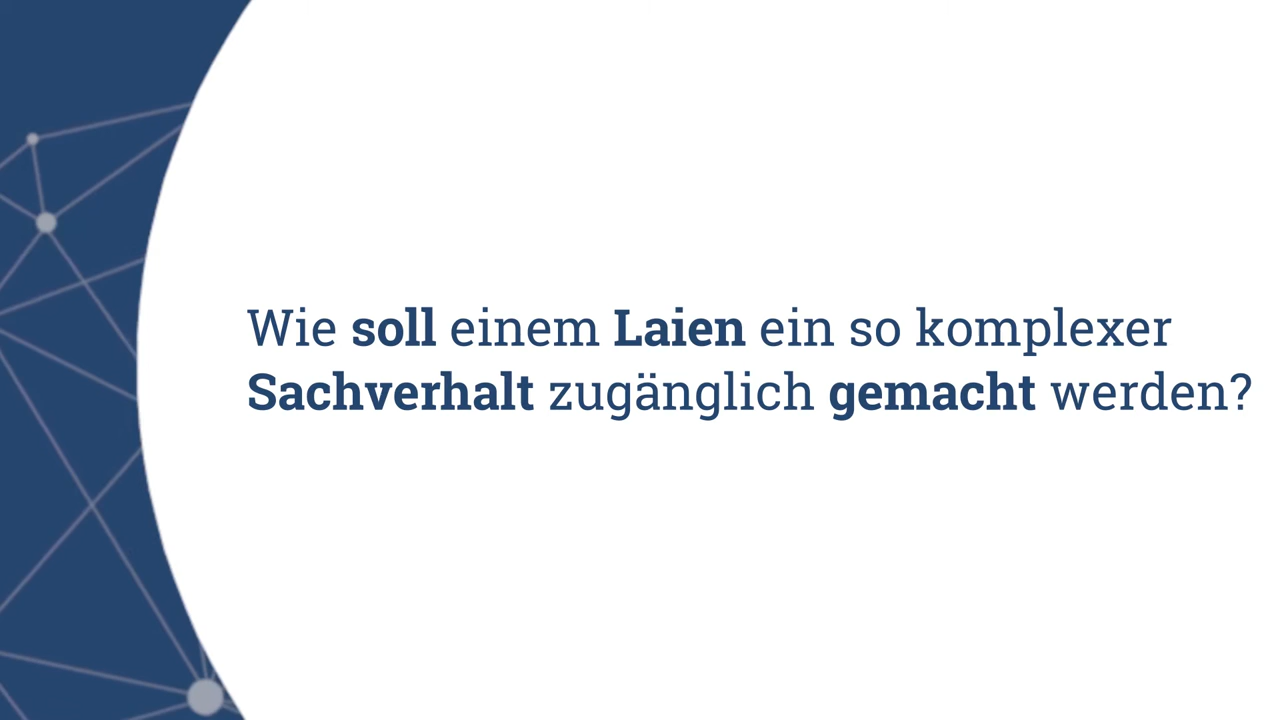 Wie soll einem Laien ein so komplexer
Sachverhalt zugänglich gemacht werden?